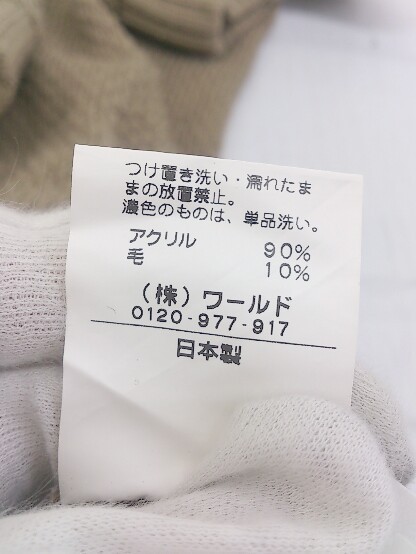 つけ置き洗い・濡れたま
まの放置禁止。
濃色のものは、単品洗い。
アクリル 90%
毛 10%
(株)ワールド
0120-977-917
日本製